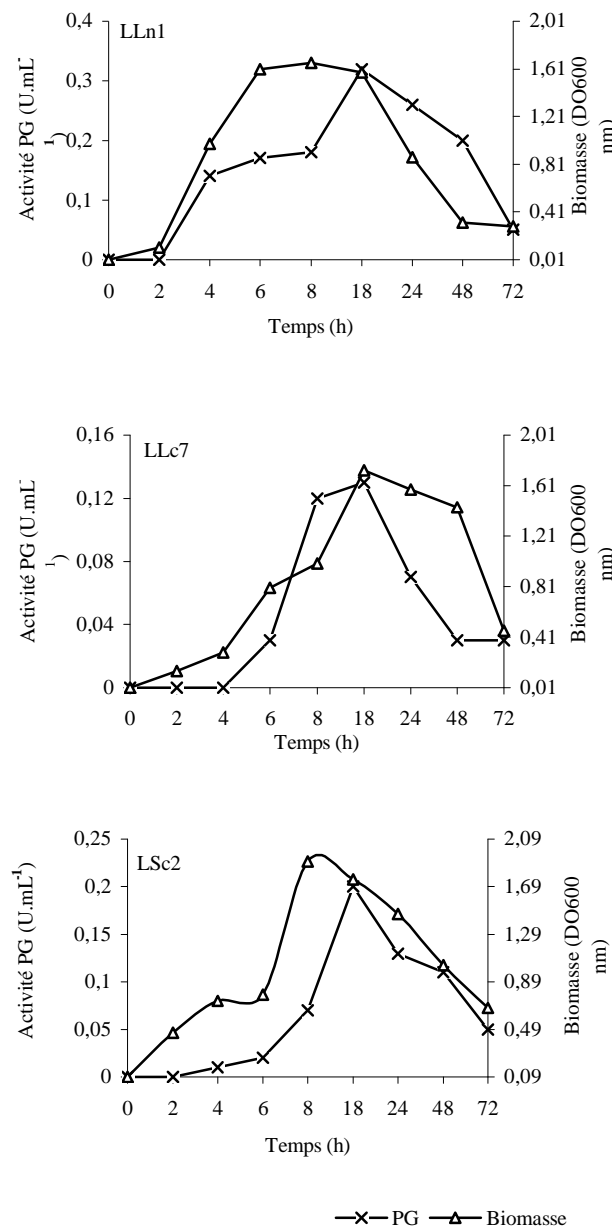 LLn1
0,4
0,3
0,2
0,1
0
Activité PG (U.mL-
1)
2,01
1,61
1,21
0,81
0,41
0,01
Biomasse (DO600
nm)
0 2 4 6 8 18 24 48 72
Temps (h)
LLc7
0,16
0,12
0,08
0,04
0
Activité PG (U.mL-
1)
2,01
1,61
1,21
0,81
0,41
0,01
Biomasse (DO600
nm)
0 2 4 6 8 18 24 48 72
Temps (h)
LSc2
0,25
0,2
0,15
0,1
0,05
0
Activité PG (U.mL-1)
2,09
1,69
1,29
0,89
0,49
0,09
Biomasse (DO600
nm)
0 2 4 6 8 18 24 48 72
Temps (h)
PG Biomasse